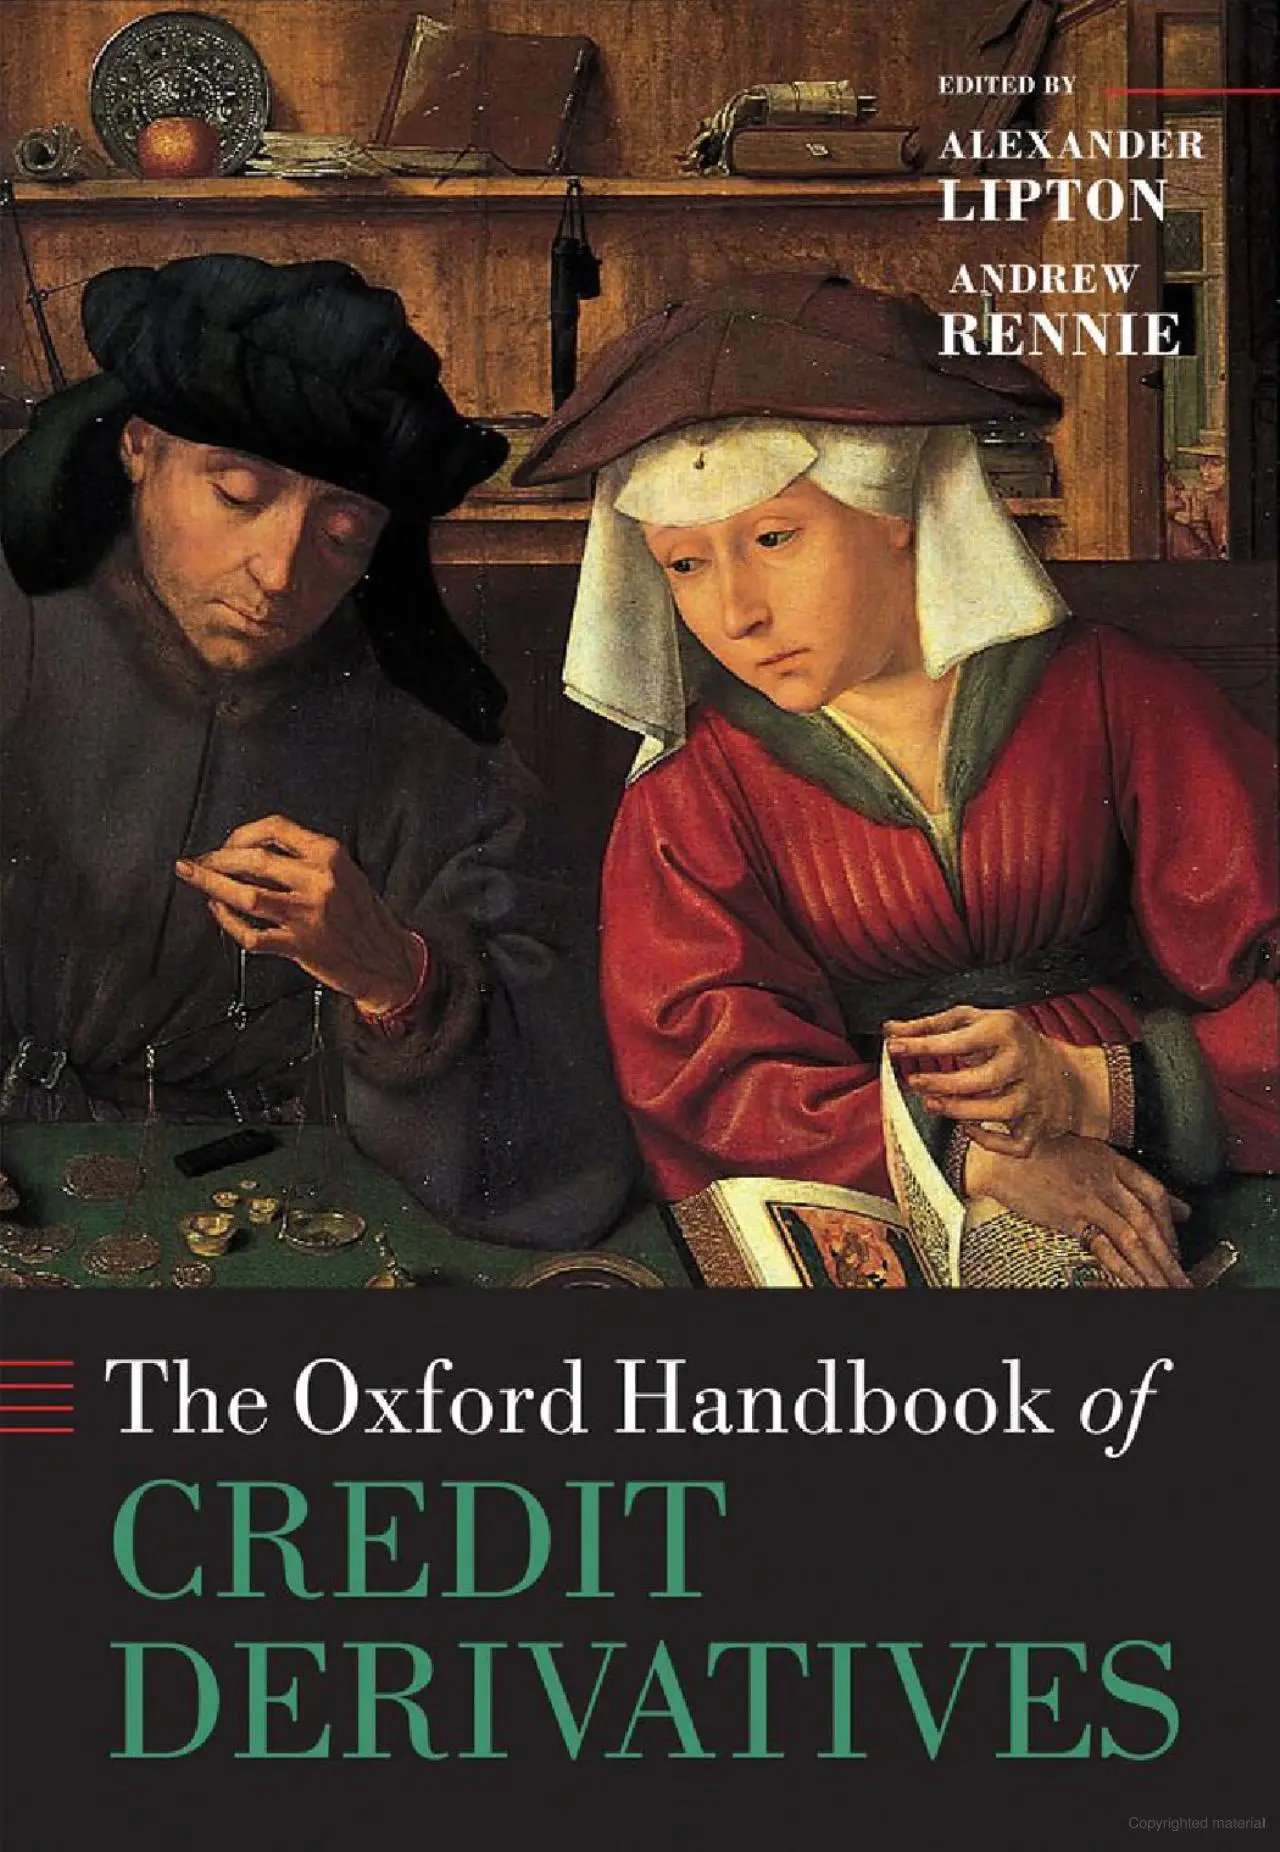 EDITED BY
ALEXANDER
LIPTON
ANDREW
RENNIE
The Oxford Handbook of
CREDIT
DERIVATIVES
Copyrighted material